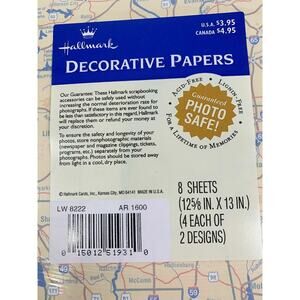 U.S.A. $3.95
CANADA $4.95
Hallmark
DECORATIVE PAPERS
Our Guarantee: These Hallmark scrapbooking
accessories can be safely used without
increasing the normal deterioration rate for
photographs. If these items are ever found to
be less than satisfactory in this regard, Hallmark
will replace them or refund your money at
your discretion.
To ensure the safety and longevity of your
photos, store nonphotographic materials
(newspaper and magazine clippings, tickets,
programs, etc.) separately from your
photographs. Photos should be stored away
from light in a cool, dry place.
ACID-FREE • LIGNIN-FREE
Guaranteed
PHOTO
SAFE!
FOR A LIFETIME OF MEMORIES
© Hallmark Cards, Inc., Kansas City, MO 64141 MADE IN U.S.A.
LW 8222 AR 1600
0 15012 51931 0
8 SHEETS
(12⅝ IN. X 13 IN.)
(4 EACH OF
2 DESIGNS)
McComb